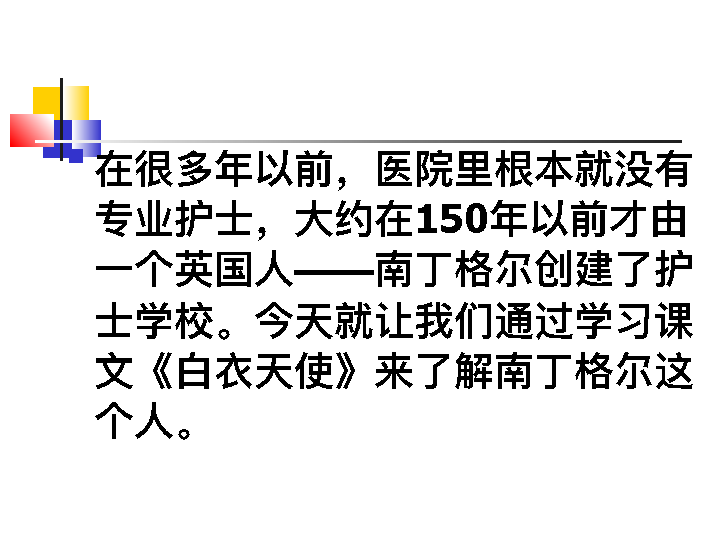 在很多年以前，医院里根本就没有
专业护士，大约在150年以前才由
一个英国人——南丁格尔创建了护
士学校。今天就让我们通过学习课
文《白衣天使》来了解南丁格尔这
个人。